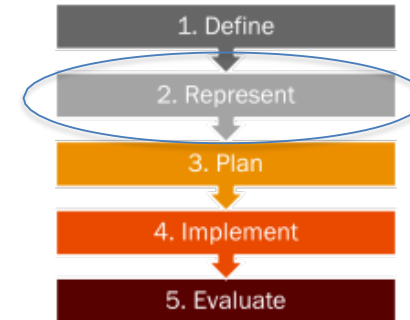 1. Define
2. Represent
3. Plan
4. Implement
5. Evaluate